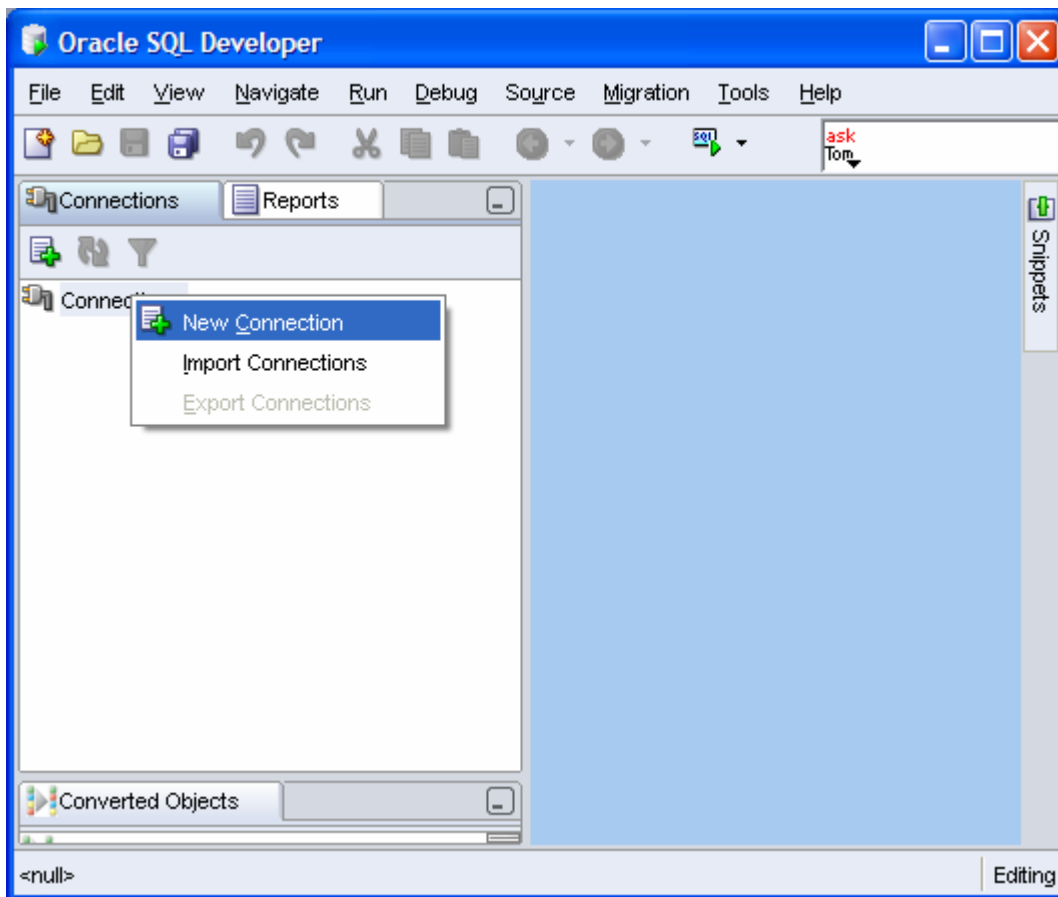 Oracle SQL Developer
File Edit View Navigate Run Debug Source Migration Tools Help
SQL
ask
Tom
Connections Reports
Snippets
New Connection
Import Connections
Export Connections
Converted Objects
<null> Editing